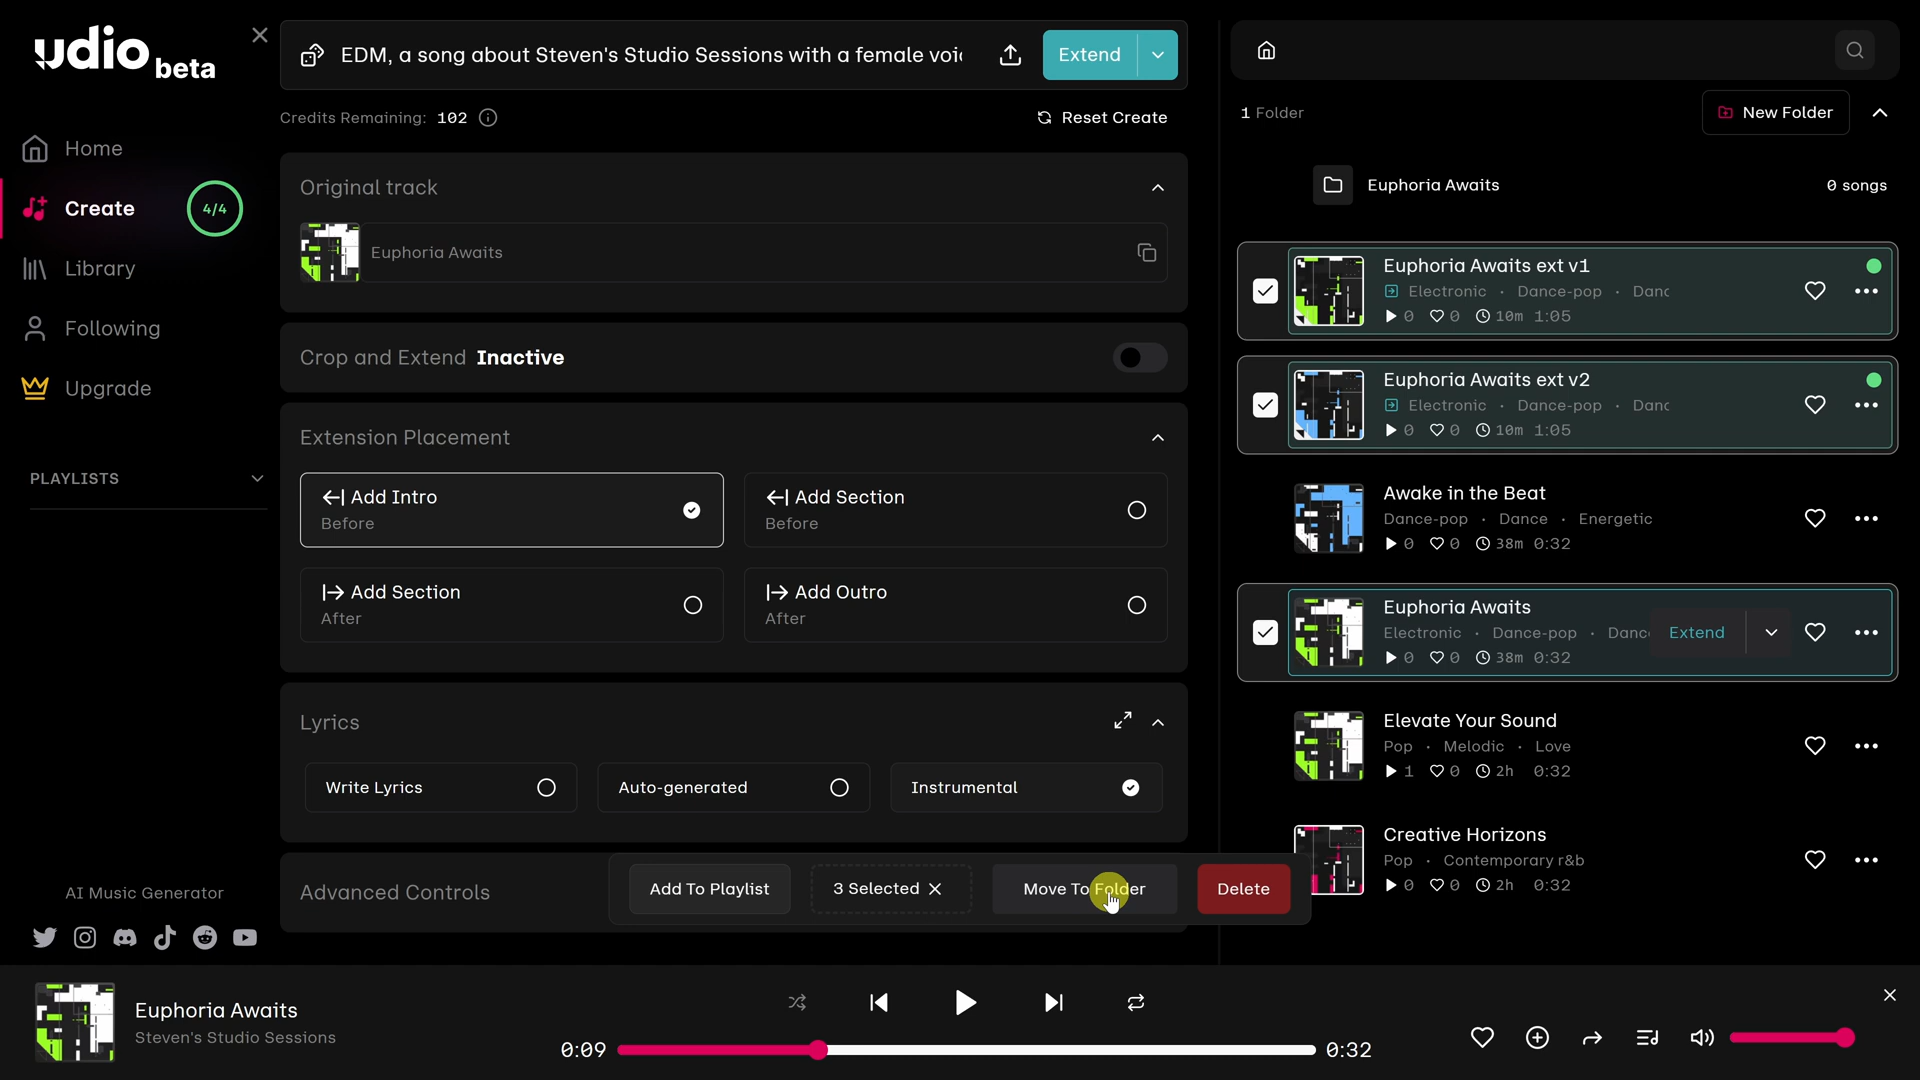 udio beta
Home
Create
4/4
Library
Following
Upgrade
PLAYLISTS
AI Music Generator
EDM, a song about Steven's Studio Sessions with a female voi
Extend
Credits Remaining: 102
Reset Create
Original track
Euphoria Awaits
Crop and Extend Inactive
Extension Placement
Add Intro
Before
Add Section
Before
Add Section
After
Add Outro
After
Lyrics
Write Lyrics
Auto-generated
Instrumental
Advanced Controls
Add To Playlist
3 Selected
Move To Folder
Delete
1 Folder
New Folder
Euphoria Awaits
0 songs
Euphoria Awaits ext v1
Electronic • Dance-pop • Danc
0 0 10m 1:05
Euphoria Awaits ext v2
Electronic • Dance-pop • Danc
0 0 10m 1:05
Awake in the Beat
Dance-pop • Dance • Energetic
0 0 38m 0:32
Euphoria Awaits
Electronic • Dance-pop • Danc
Extend
0 0 38m 0:32
Elevate Your Sound
Pop • Melodic • Love
1 0 2h 0:32
Creative Horizons
Pop • Contemporary r&b
0 0 2h 0:32
Euphoria Awaits
Steven's Studio Sessions
0:09
0:32